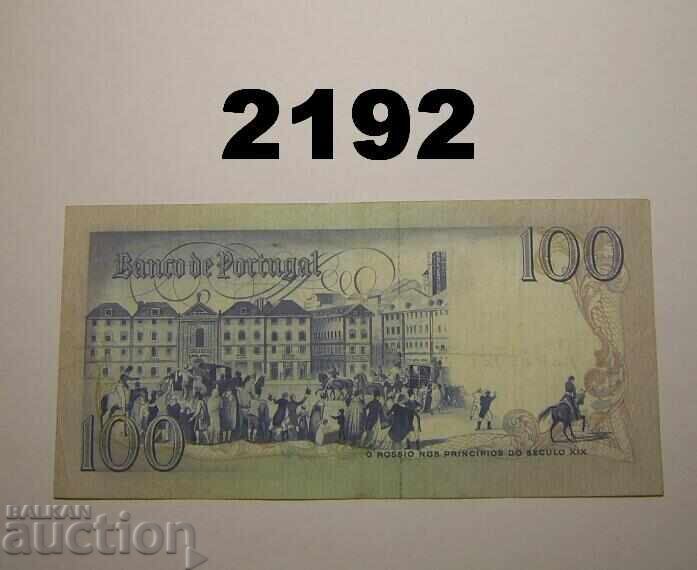 2192
Banco de Portugal
100
100
O ROSSIO NOS PRINCIPIOS DO SECULO XIX
BALKAN
auction